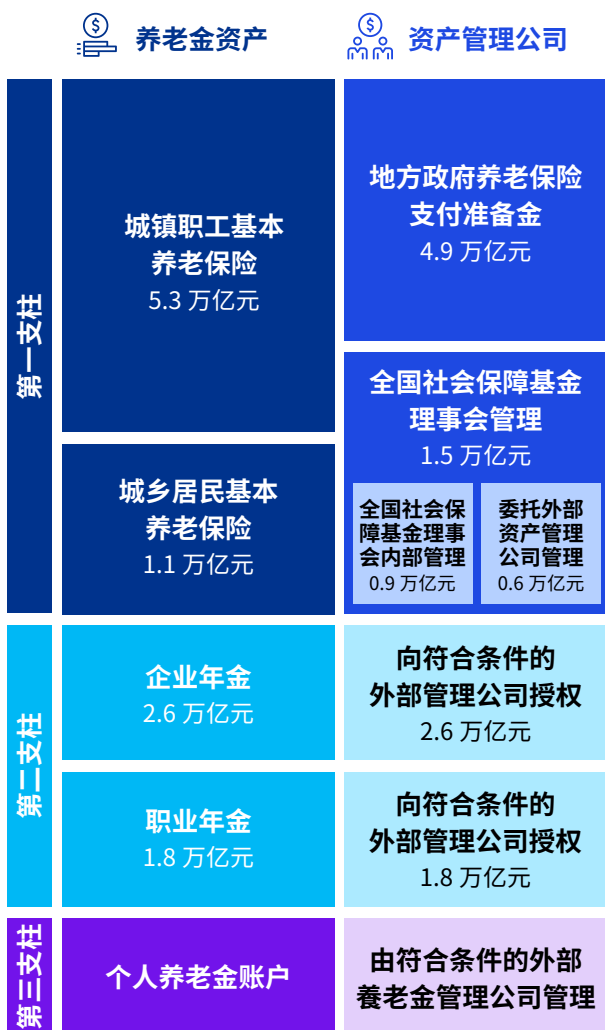 养老金资产
资产管理公司
第一支柱
城镇职工基本
养老保险
5.3 万亿元
地方政府养老保险
支付准备金
4.9 万亿元
城乡居民基本
养老保险
1.1 万亿元
全国社会保障基金
理事会管理
1.5 万亿元
全国社会保
障基金理事
会内部管理
0.9 万亿元
委托外部
资产管理
公司管理
0.6 万亿元
第二支柱
企业年金
2.6 万亿元
向符合条件的
外部管理公司授权
2.6 万亿元
职业年金
1.8 万亿元
向符合条件的
外部管理公司授权
1.8 万亿元
第三支柱
个人养老金账户
由符合条件的外部
養老金管理公司管理